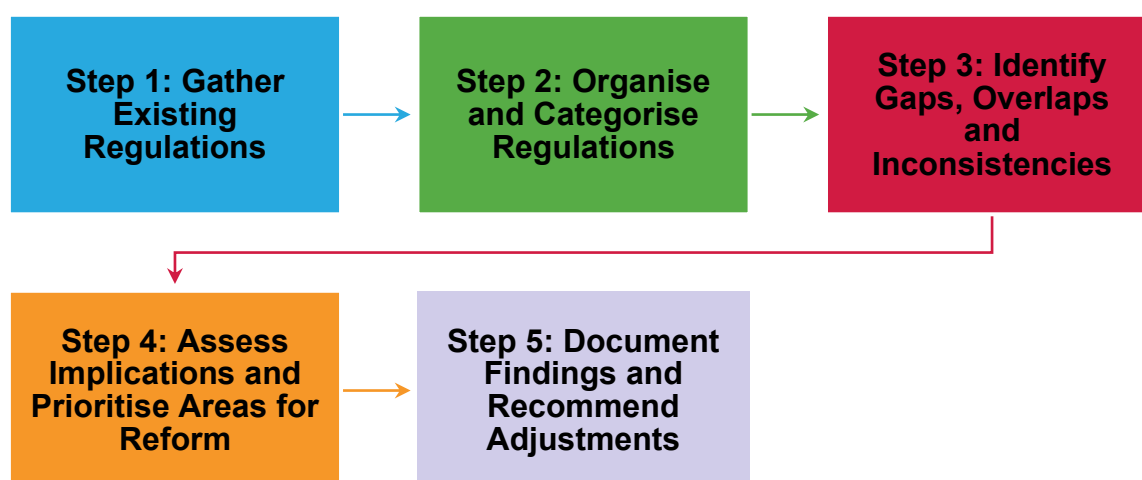 Step 1: Gather
Existing
Regulations
Step 2: Organise
and Categorise
Regulations
Step 3: Identify
Gaps, Overlaps
and
Inconsistencies
Step 4: Assess
Implications and
Prioritise Areas for
Reform
Step 5: Document
Findings and
Recommend
Adjustments